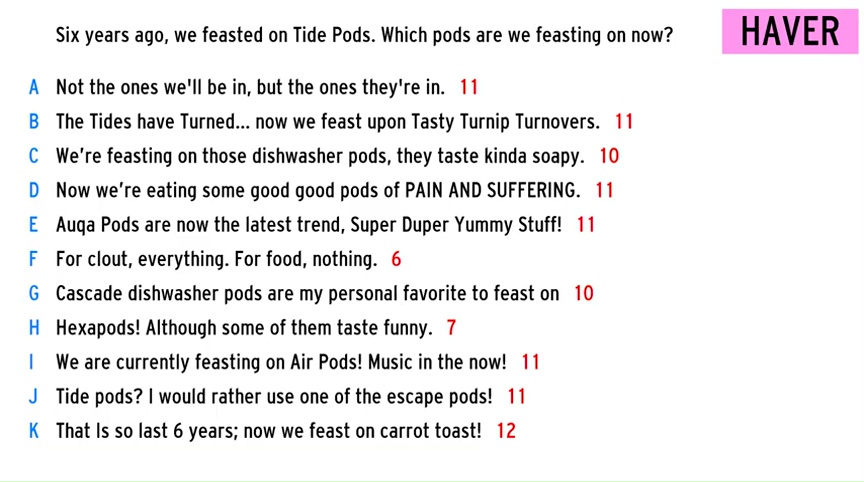 Six years ago, we feasted on Tide Pods. Which pods are we feasting on now?
HAVER
A Not the ones we'll be in, but the ones they're in. 11
B The Tides have Turned... now we feast upon Tasty Turnip Turnovers. 11
C We’re feasting on those dishwasher pods, they taste kinda soapy. 10
D Now we’re eating some good good pods of PAIN AND SUFFERING. 11
E Auqa Pods are now the latest trend, Super Duper Yummy Stuff! 11
F For clout, everything. For food, nothing. 6
G Cascade dishwasher pods are my personal favorite to feast on 10
H Hexapods! Although some of them taste funny. 7
I We are currently feasting on Air Pods! Music in the now! 11
J Tide pods? I would rather use one of the escape pods! 11
K That Is so last 6 years; now we feast on carrot toast! 12